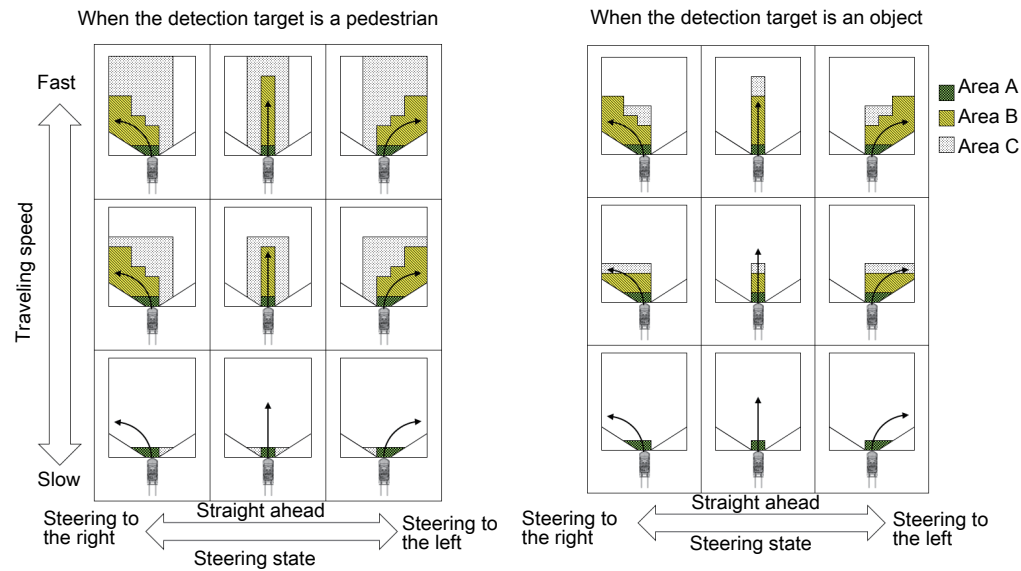 When the detection target is a pedestrian
When the detection target is an object
Fast
Traveling speed
Slow
Area A
Area B
Area C
Steering to
the right
Straight ahead
Steering state
Steering to
the left
Steering to
the right
Straight ahead
Steering state
Steering to
the left